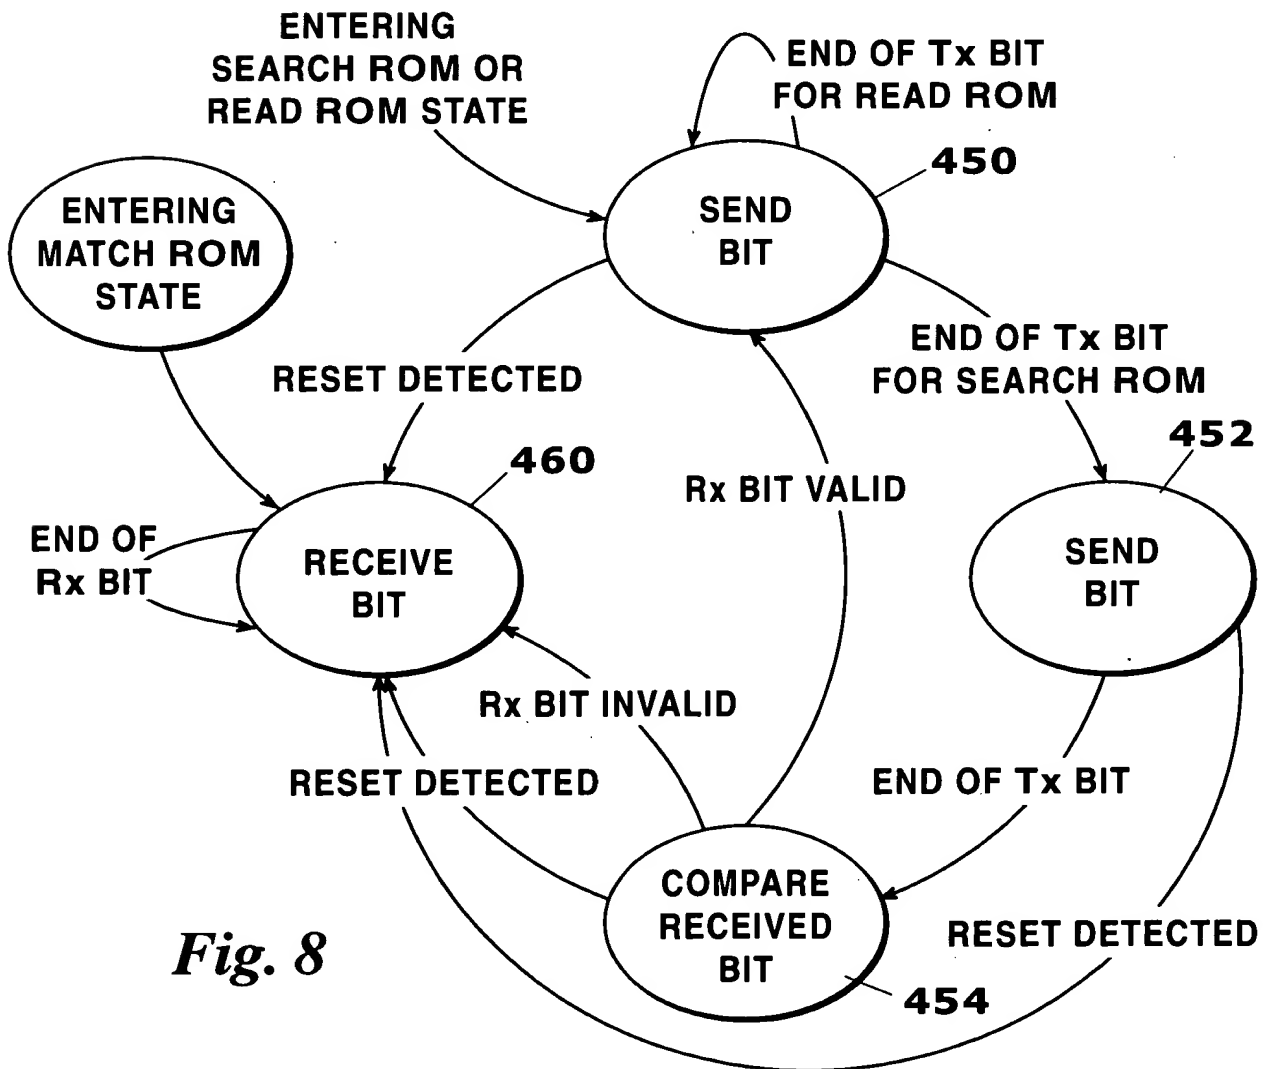 ENTERING
SEARCH ROM OR
READ ROM STATE
END OF Tx BIT
FOR READ ROM
450
SEND
BIT
ENTERING
MATCH ROM
STATE
END OF Tx BIT
FOR SEARCH ROM
RESET DETECTED
452
460
Rx BIT VALID
END OF
Rx BIT
RECEIVE
BIT
SEND
BIT
Rx BIT INVALID
RESET DETECTED
END OF Tx BIT
COMPARE
RECEIVED
BIT
RESET DETECTED
454
Fig. 8